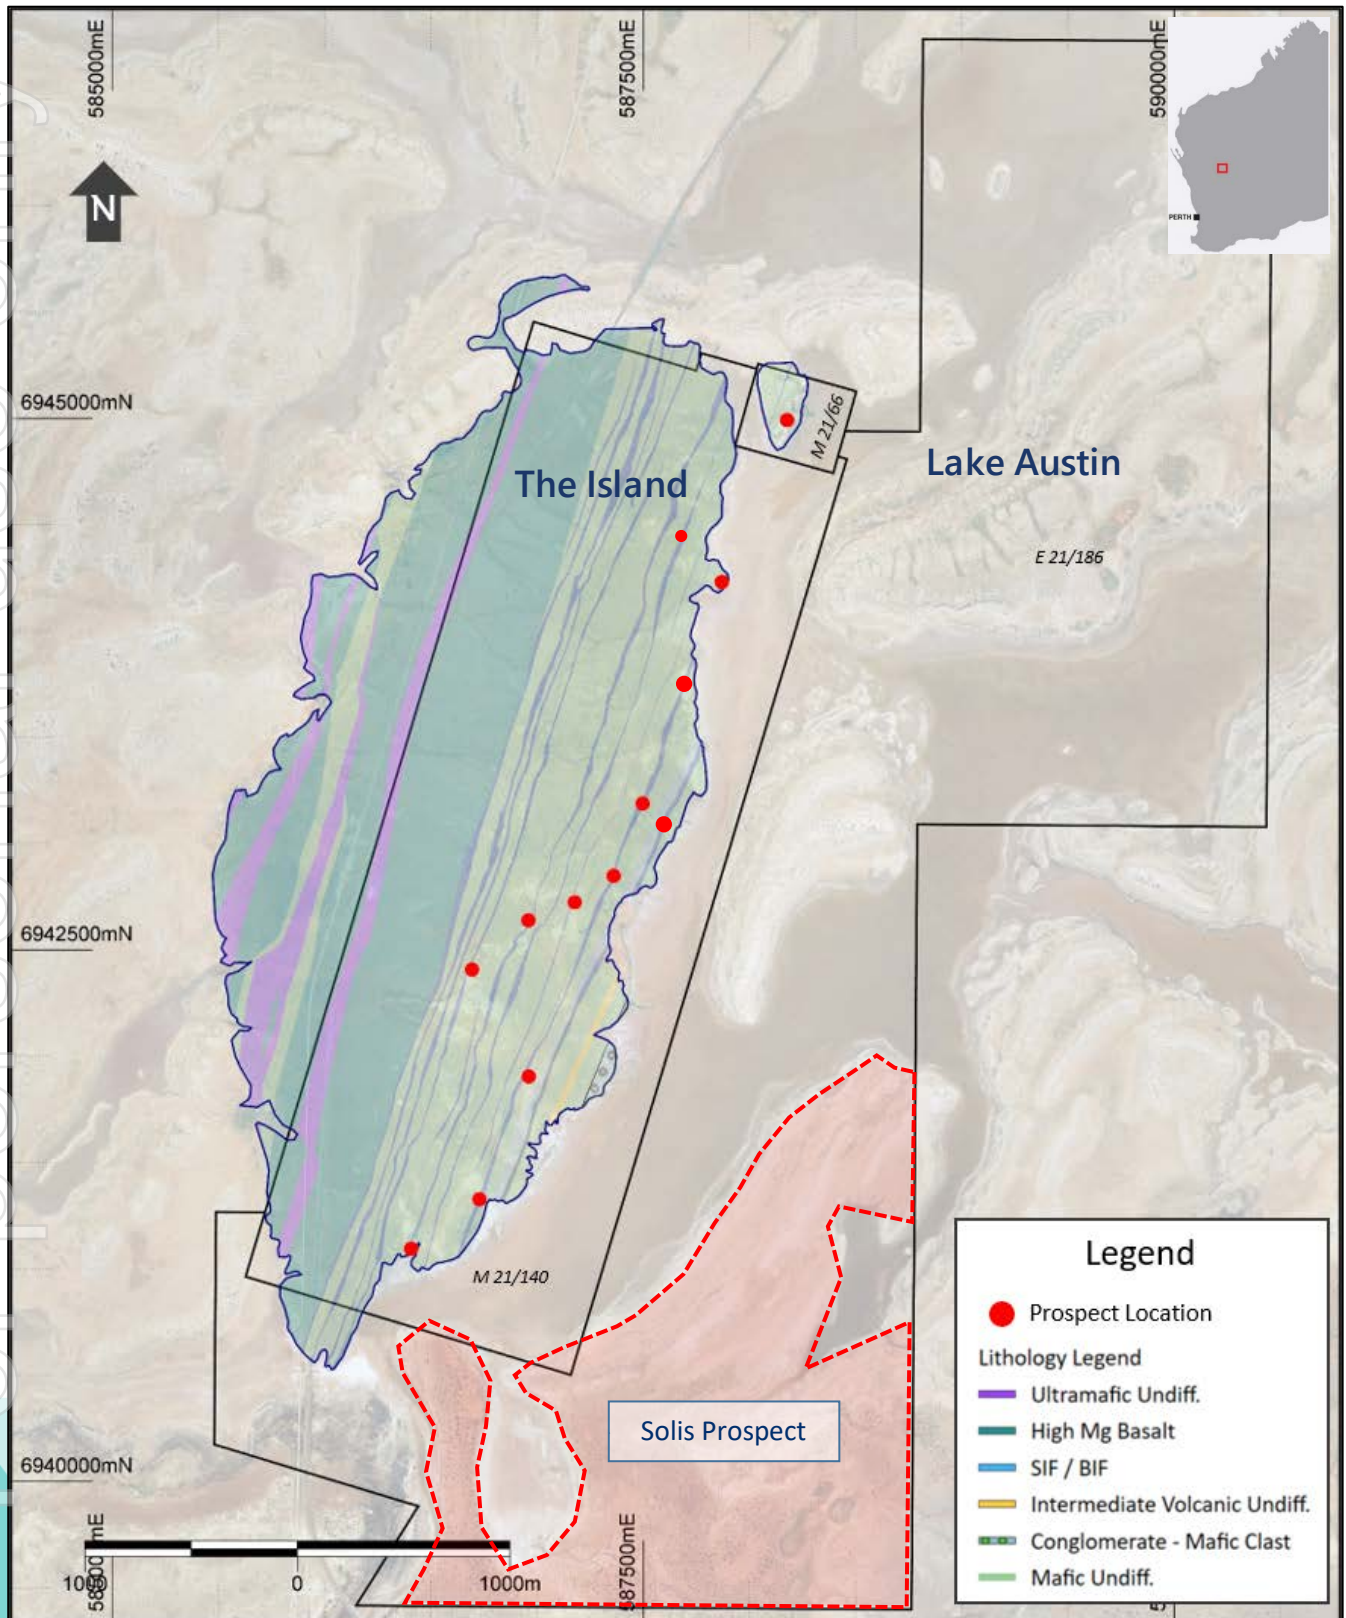 585000mE
587500mE
590000mE
N
PERTH
6945000mN
M 21/66
The Island
Lake Austin
E 21/186
6942500mN
M 21/140
Solis Prospect
6940000mN
587500mE
0
1000m
Legend
Prospect Location
Lithology Legend
Ultramafic Undiff.
High Mg Basalt
SIF / BIF
Intermediate Volcanic Undiff.
Conglomerate - Mafic Clast
Mafic Undiff.